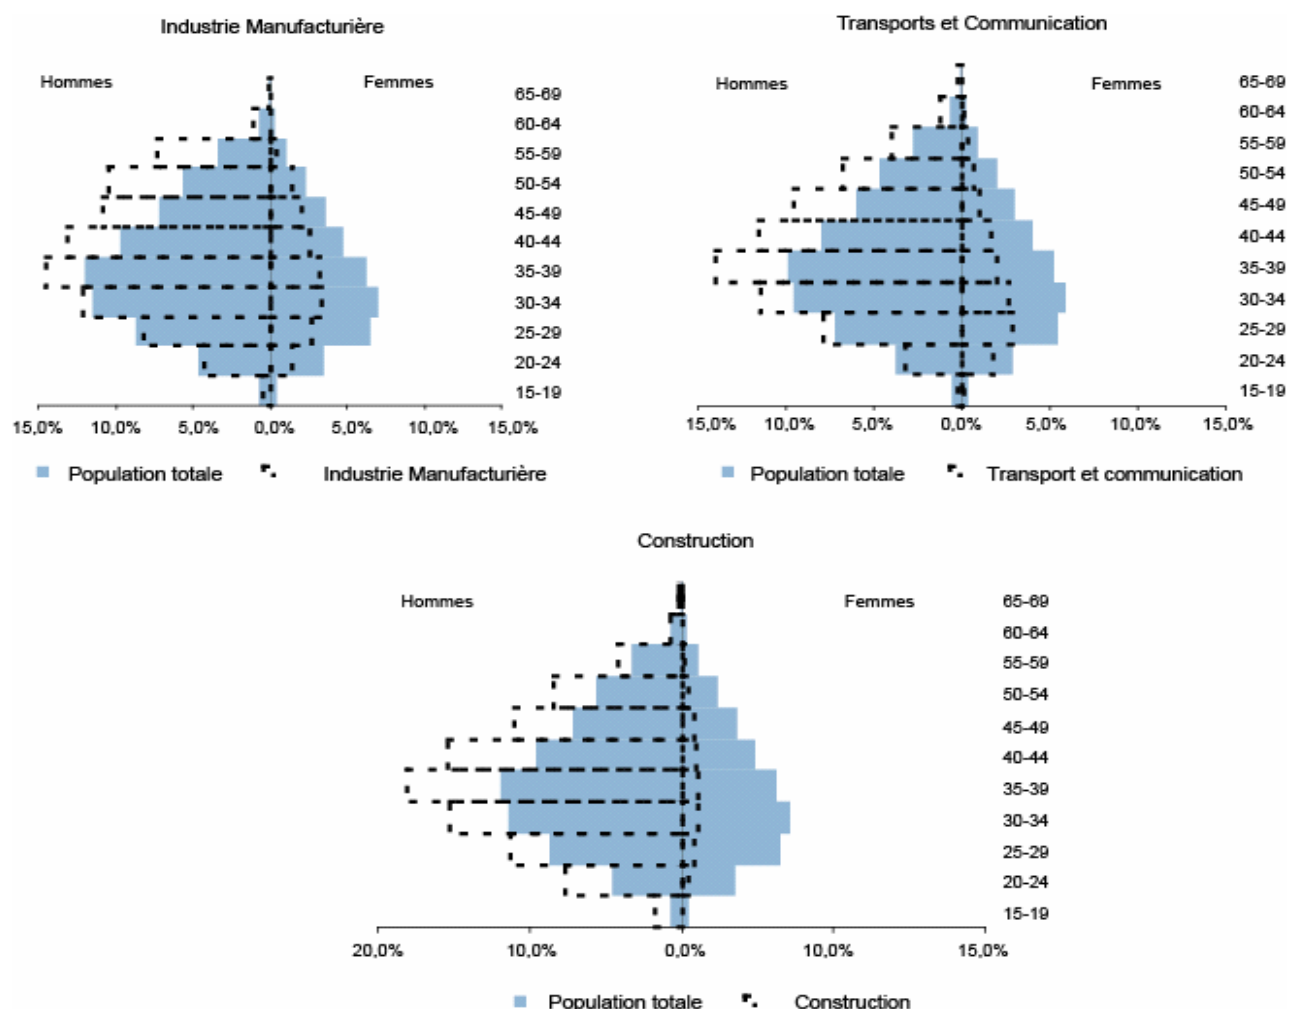 Industrie Manufacturière
Hommes Femmes
65-69
60-64
55-59
50-54
45-49
40-44
35-39
30-34
25-29
20-24
15-19
15,0% 10,0% 5,0% 0,0% 5,0% 10,0% 15,0%
Population totale Industrie Manufacturière
Transports et Communication
Hommes Femmes
65-69
60-64
55-59
50-54
45-49
40-44
35-39
30-34
25-29
20-24
15-19
15,0% 10,0% 5,0% 0,0% 5,0% 10,0% 15,0%
Population totale Transport et communication
Construction
Hommes Femmes
65-69
60-64
55-59
50-54
45-49
40-44
35-39
30-34
25-29
20-24
15-19
20,0% 10,0% 0,0% 10,0% 15,0%
Population totale Construction